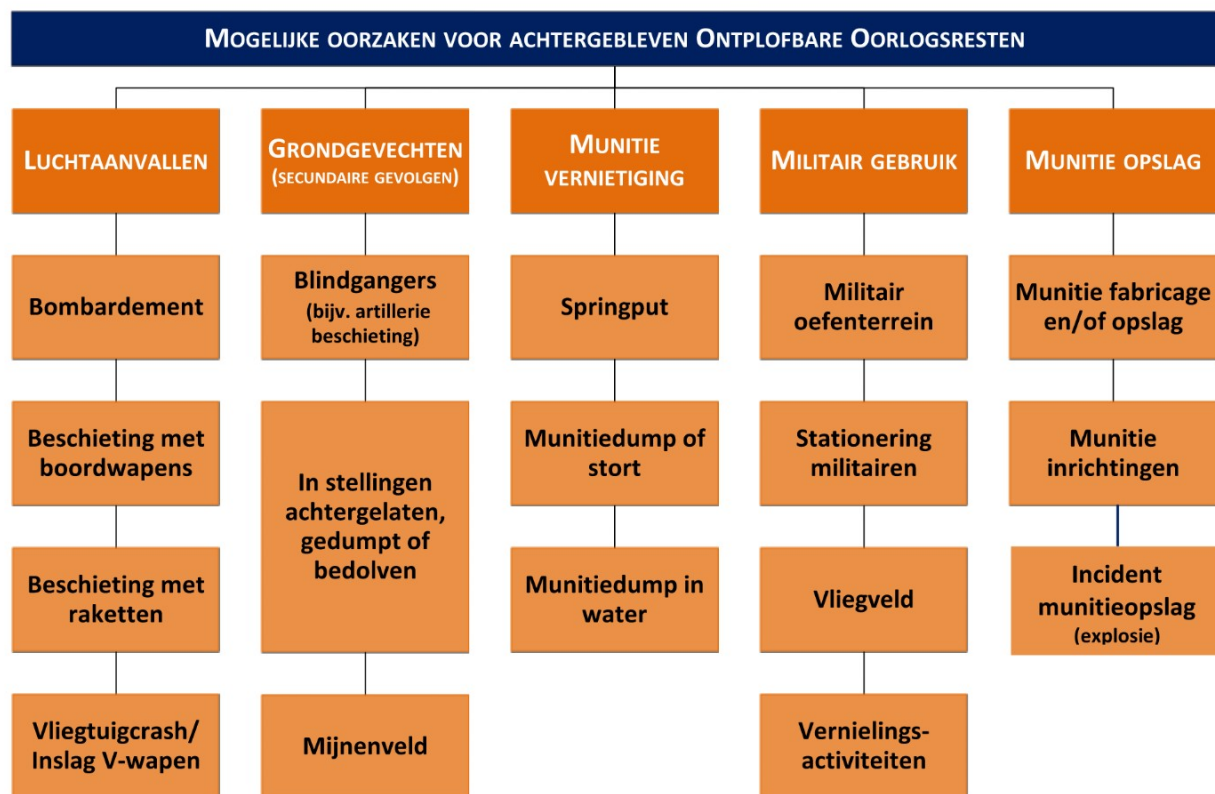 MOGELIJKE OORZAKEN VOOR ACHTERGEBLEVEN ONTPLOFBARE OORLOGSRESTEN
LUCHTAANVALLEN
Bombardement
Beschieting met
boordwapens
Beschieting met
raketten
Vliegtuigcrash/
Inslag V-wapen
GRONDGEVECHTEN
(SECUNDAIRE GEVOLGEN)
Blindgangers
(bijv. artillerie
beschieting)
In stellingen
achtergelaten,
gedumpt of
bedolven
Mijnenveld
MUNITIE
VERNIETIGING
Springput
Munitiedump of
stort
Munitiedump in
water
MILITAIR GEBRUIK
Militair
oefenterrein
Stationering
militairen
Vliegveld
Vernielings-
activiteiten
MUNITIE OPSLAG
Munitie fabricage
en/of opslag
Munitie
inrichtingen
Incident
munitieopslag
(explosie)